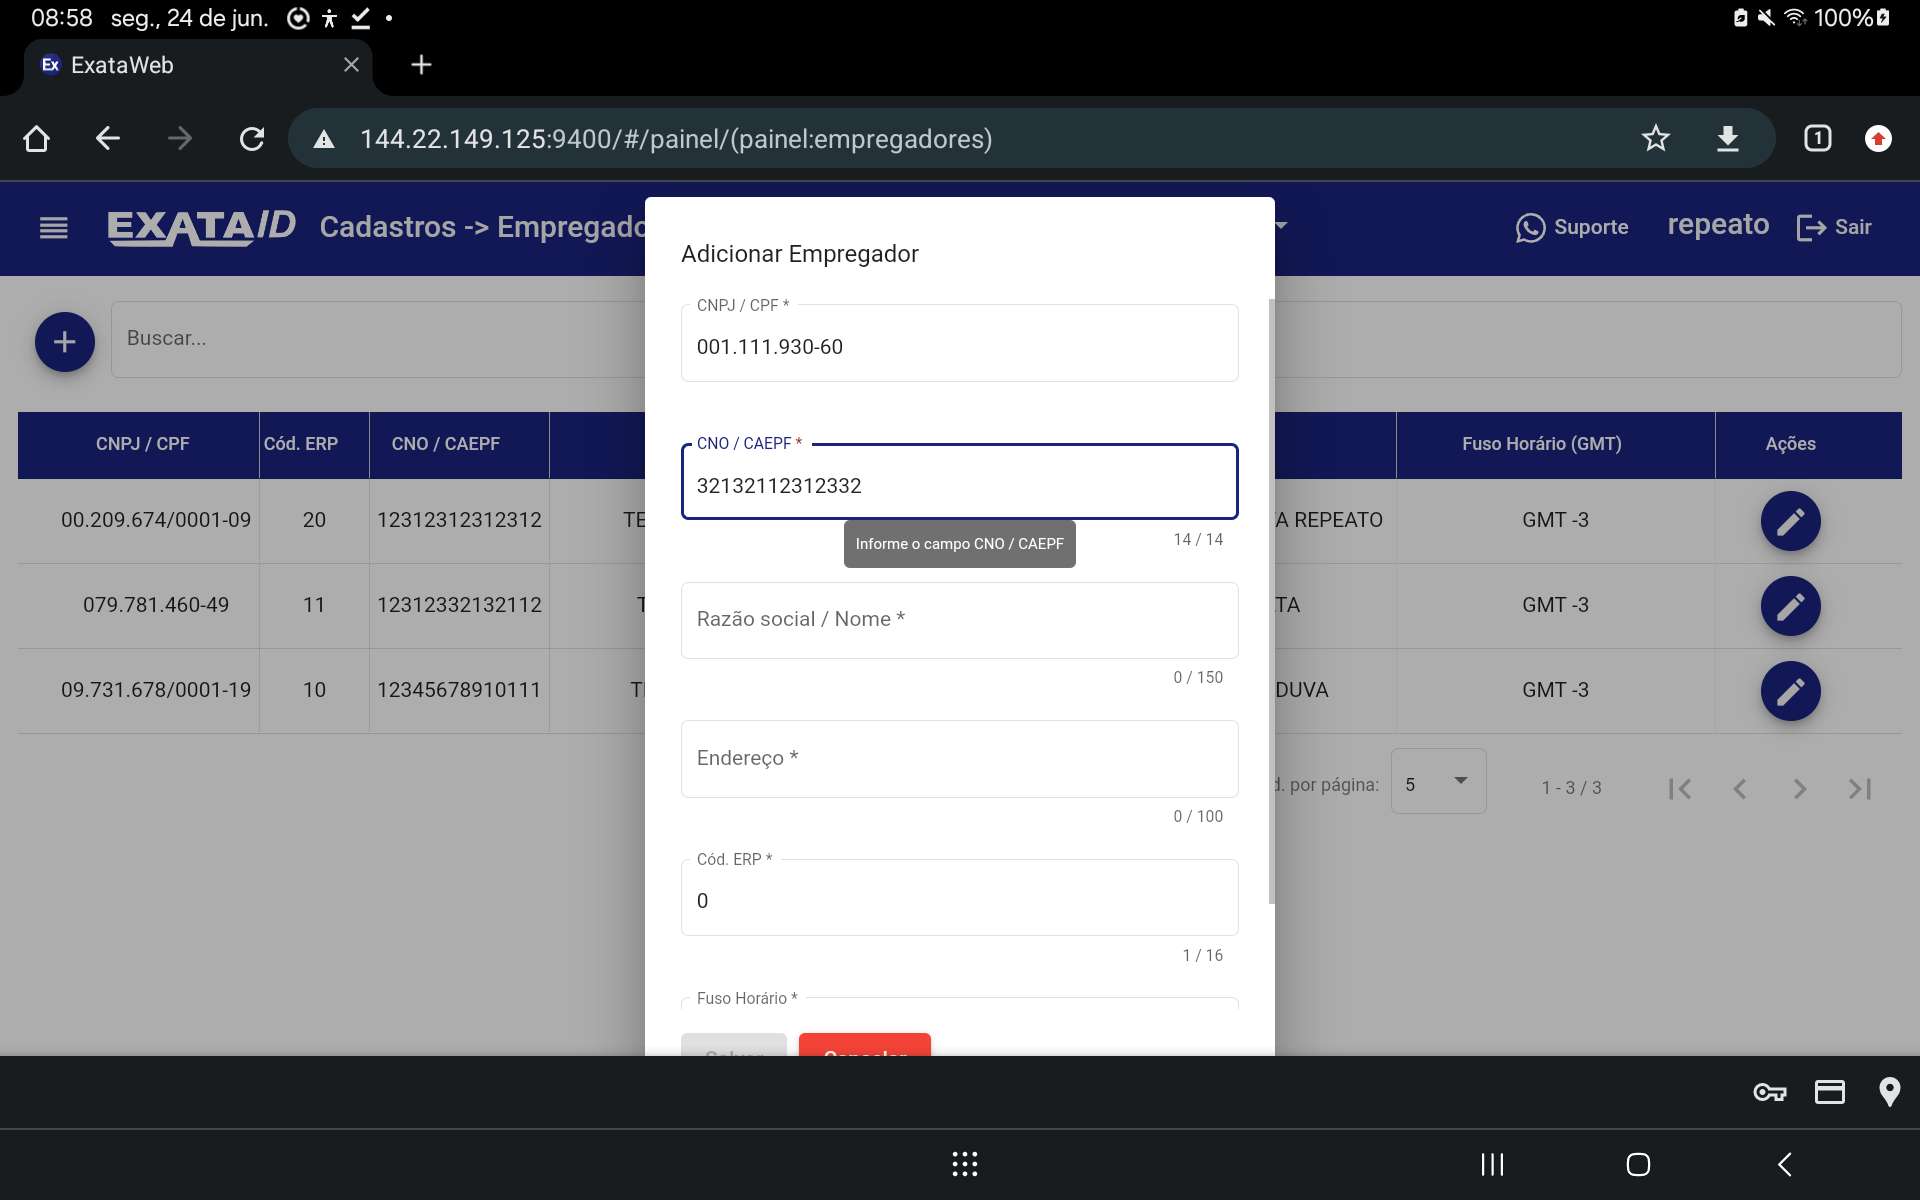 08:58 seg., 24 de jun. 100%
Ex ExataWeb
144.22.149.125:9400/#/painel/(painel:empregadores) 1
EXATA/D Cadastros -> Empregado Suporte repeato Sair
Buscar...
CNPJ / CPF Cód. ERP CNO / CAEPF Fuso Horário (GMT) Ações
00.209.674/0001-09 20 12312312312312 TE A REPEATO GMT -3
079.781.460-49 11 12312332132112 T TA GMT -3
09.731.678/0001-19 10 12345678910111 DUVA GMT -3
d. por página: 5 1 - 3 / 3
Adicionar Empregador
CNPJ / CPF *
001.111.930-60
CNO / CAEPF *
32132112312332
Informe o campo CNO / CAEPF
14 / 14
Razão social / Nome *
0 / 150
Endereço *
0 / 100
Cód. ERP *
0
1 / 16
Fuso Horário *
Salvar Cancelar